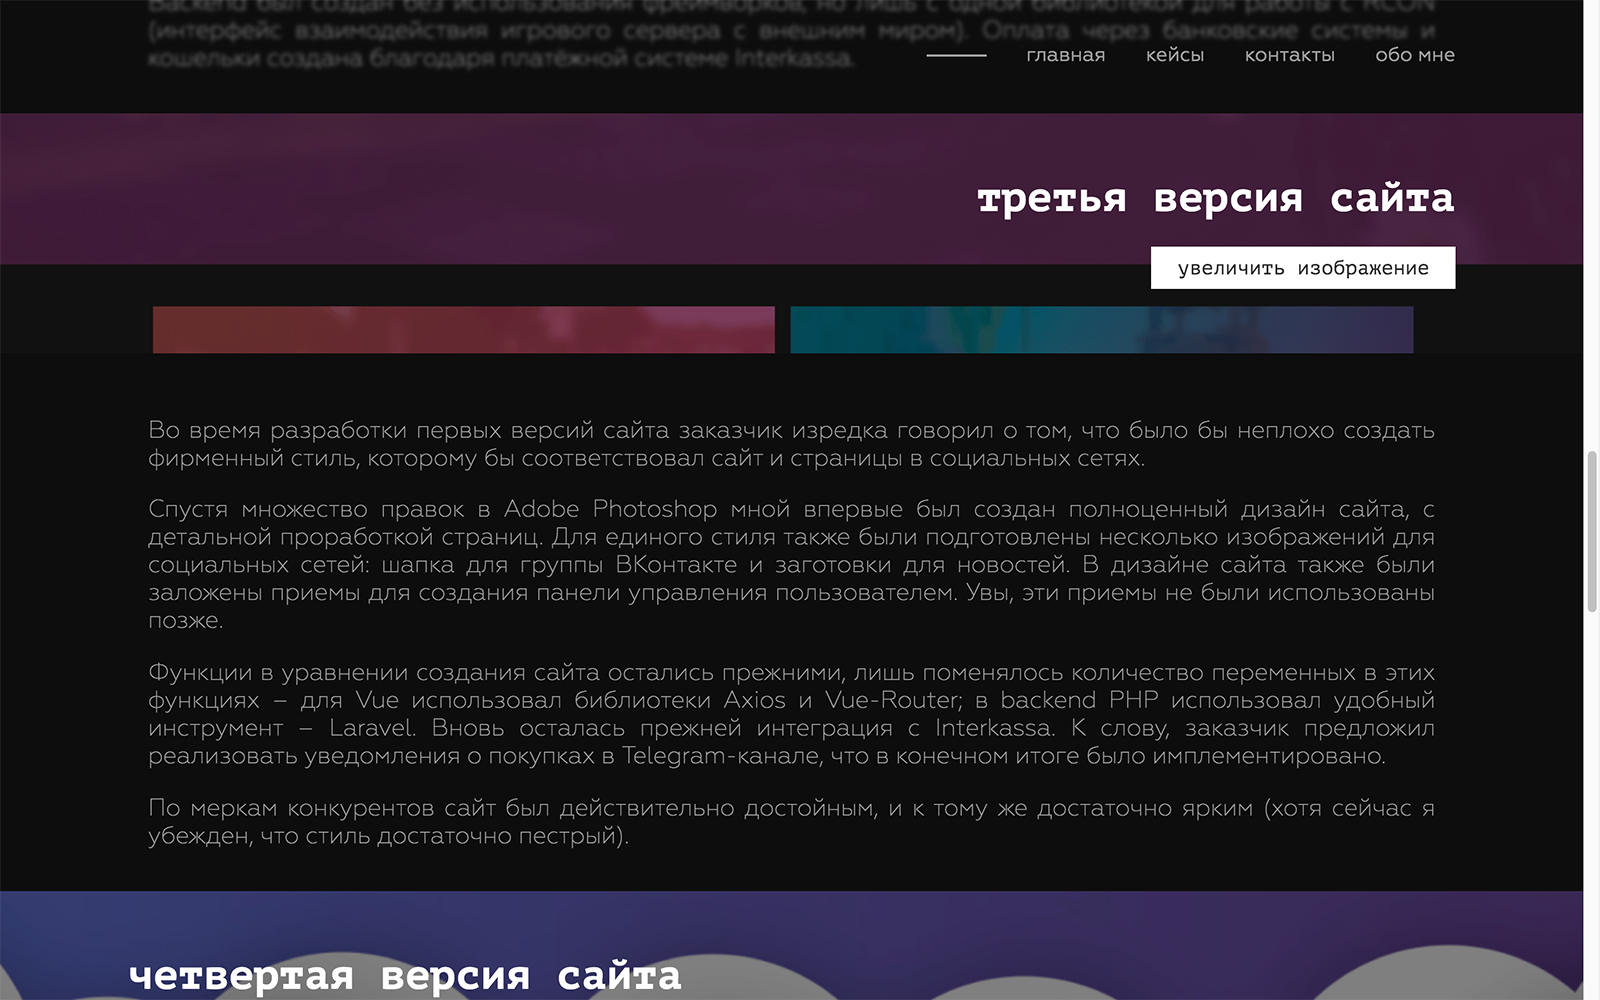 Backend был создан без использования фреймворков, но лишь с одной библиотекой для работы с RCON
(интерфейс взаимодействия игрового сервера с внешним миром). Оплата через банковские системы и
кошельки создана благодаря платёжной системе Interkassa.
главная кейсы контакты обо мне
третья версия сайта
увеличить изображение
Во время разработки первых версий сайта заказчик изредка говорил о том, что было бы неплохо создать
фирменный стиль, которому бы соответствовал сайт и страницы в социальных сетях.
Спустя множество правок в Adobe Photoshop мной впервые был создан полноценный дизайн сайта, с
детальной проработкой страниц. Для единого стиля также были подготовлены несколько изображений для
социальных сетей: шапка для группы ВКонтакте и заготовки для новостей. В дизайне сайта также были
заложены приемы для создания панели управления пользователем. Увы, эти приемы не были использованы
позже.
Функции в уравнении создания сайта остались прежними, лишь поменялось количество переменных в этих
функциях – для Vue использовал библиотеки Axios и Vue-Router; в backend PHP использовал удобный
инструмент – Laravel. Вновь осталась прежней интеграция с Interkassa. К слову, заказчик предложил
реализовать уведомления о покупках в Telegram-канале, что в конечном итоге было имплементировано.
По меркам конкурентов сайт был действительно достойным, и к тому же достаточно ярким (хотя сейчас я
убежден, что стиль достаточно пестрый).
четвертая версия сайта